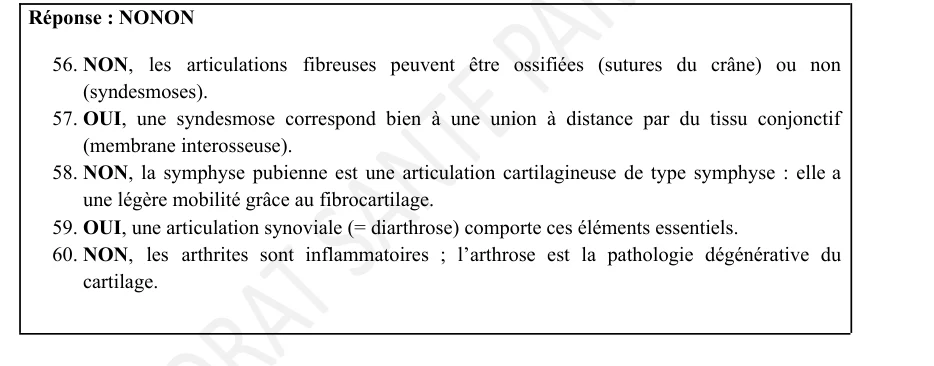 Réponse : NONON
56. NON, les articulations fibreuses peuvent être ossifiées (sutures du crâne) ou non
(syndesmoses).
57. OUI, une syndesmose correspond bien à une union à distance par du tissu conjonctif
(membrane interosseuse).
58. NON, la symphyse pubienne est une articulation cartilagineuse de type symphyse : elle a
une légère mobilité grâce au fibrocartilage.
59. OUI, une articulation synoviale (= diarthrose) comporte ces éléments essentiels.
60. NON, les arthrites sont inflammatoires ; l’arthrose est la pathologie dégénérative du
cartilage.